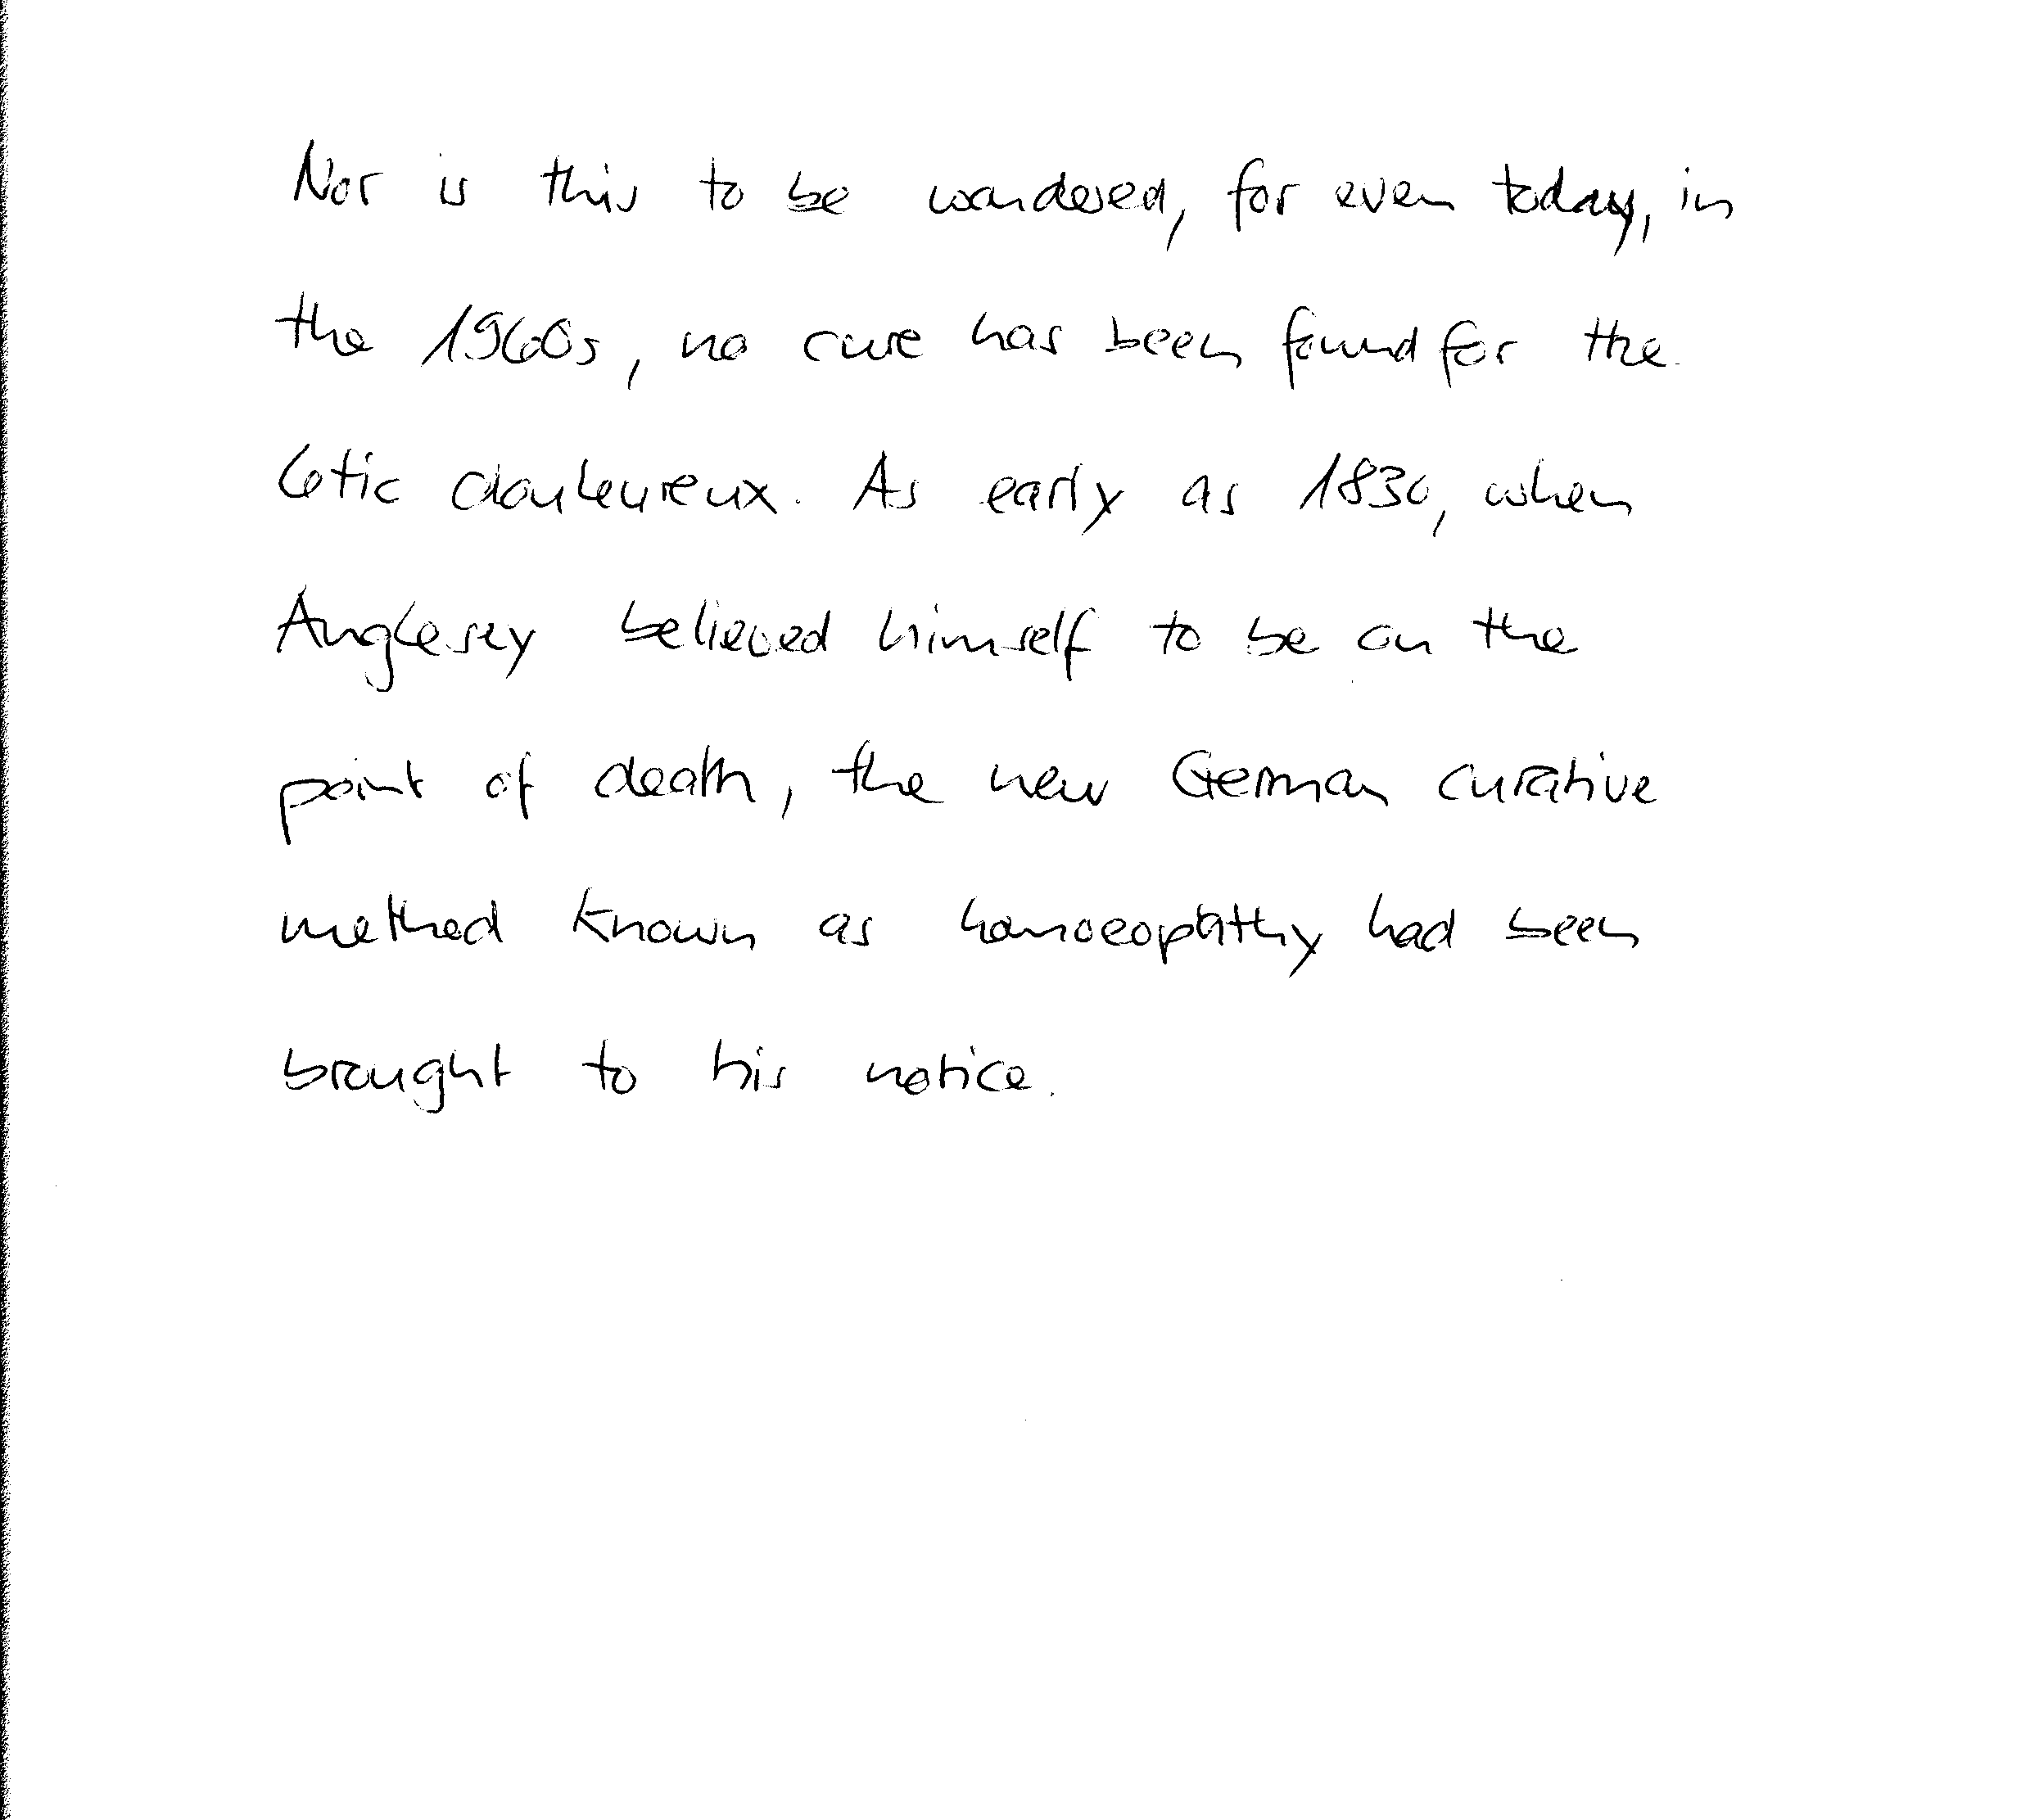 Nor is this to be wondered, for even today, in
the 1960s, no cure has been found for the
letic douleureux. As early as 1830, when
Anglesey believed himself to be on the
point of death, the new German curative
method known as homoeopathy had been
brought to his notice.